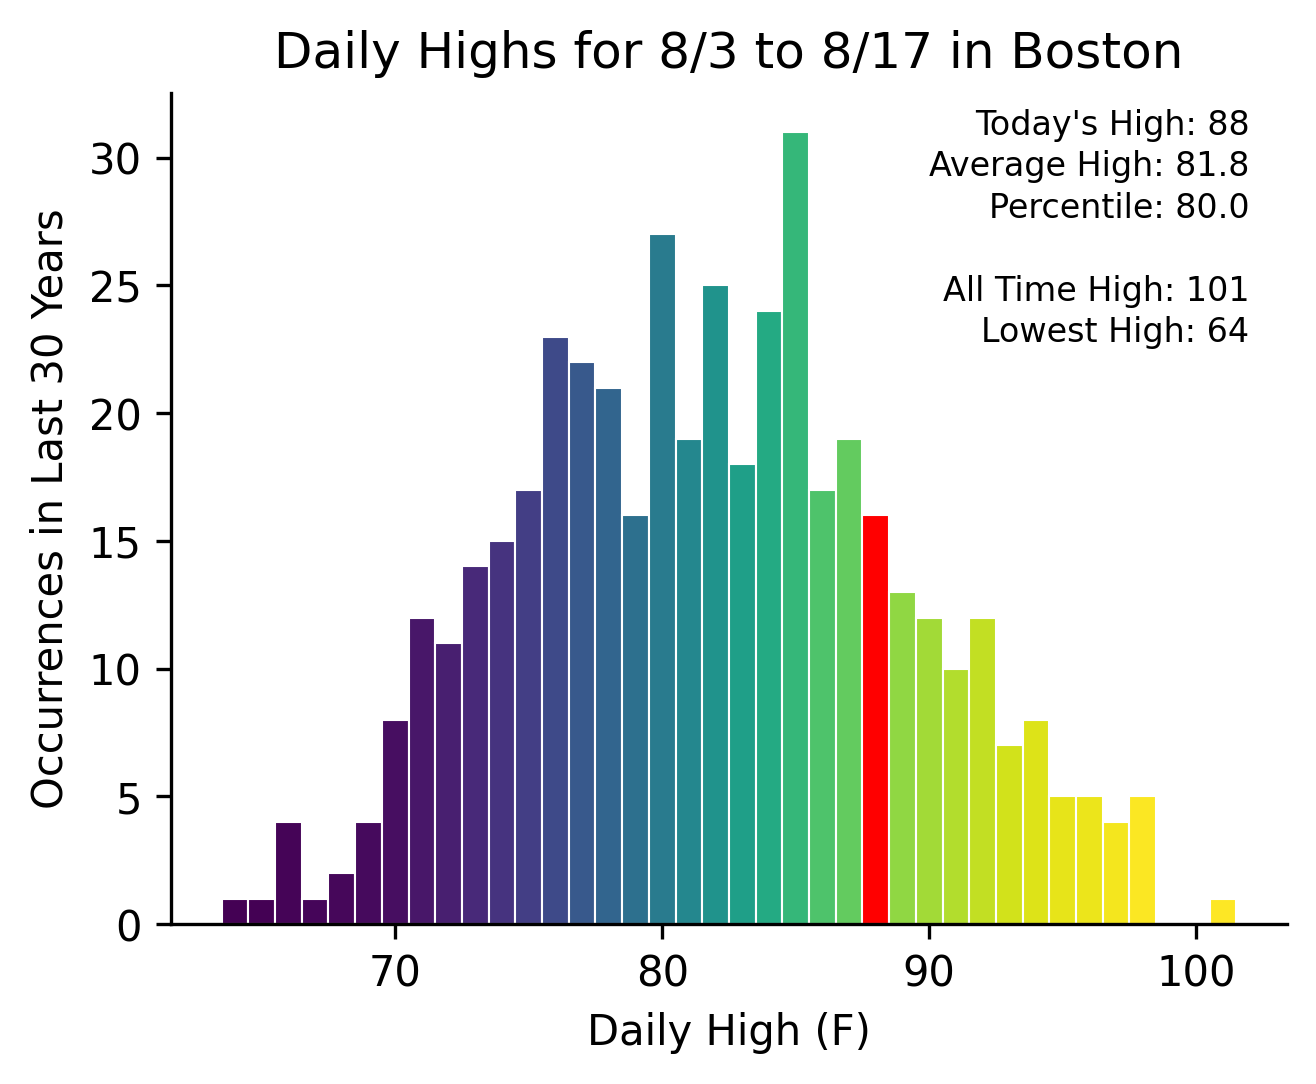 Daily Highs for 8/3 to 8/17 in Boston
Today's High: 88
Average High: 81.8
Percentile: 80.0
All Time High: 101
Lowest High: 64
Occurrences in Last 30 Years
30
25
20
15
10
5
0
70 80 90 100
Daily High (F)